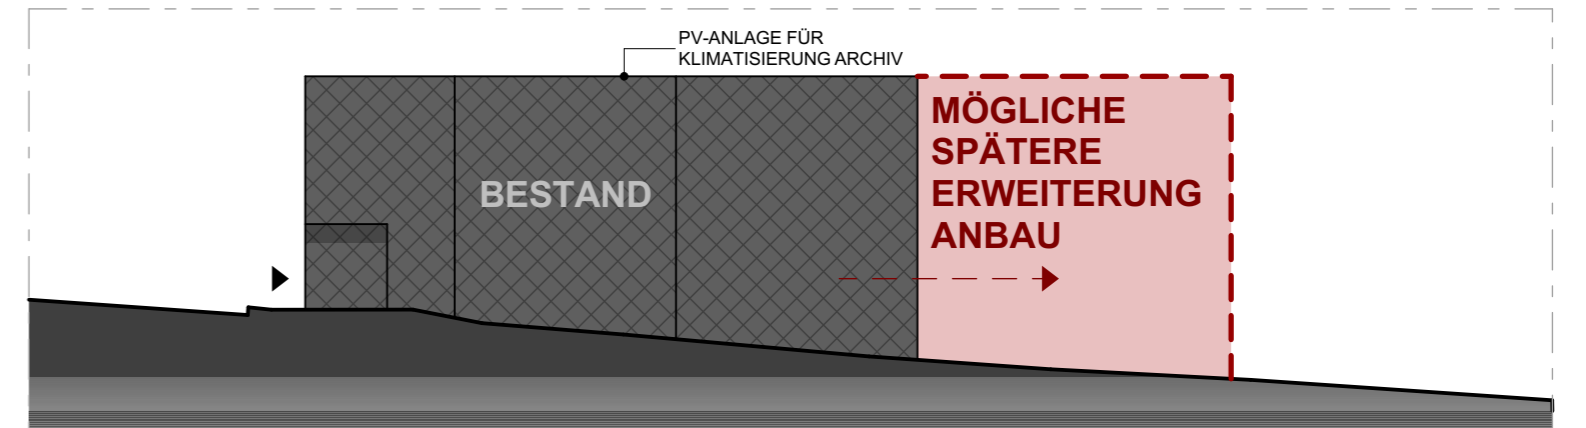 PV-ANLAGE FÜR
KLIMATISIERUNG ARCHIV
BESTAND
MÖGLICHE
SPÄTERE
ERWEITERUNG
ANBAU